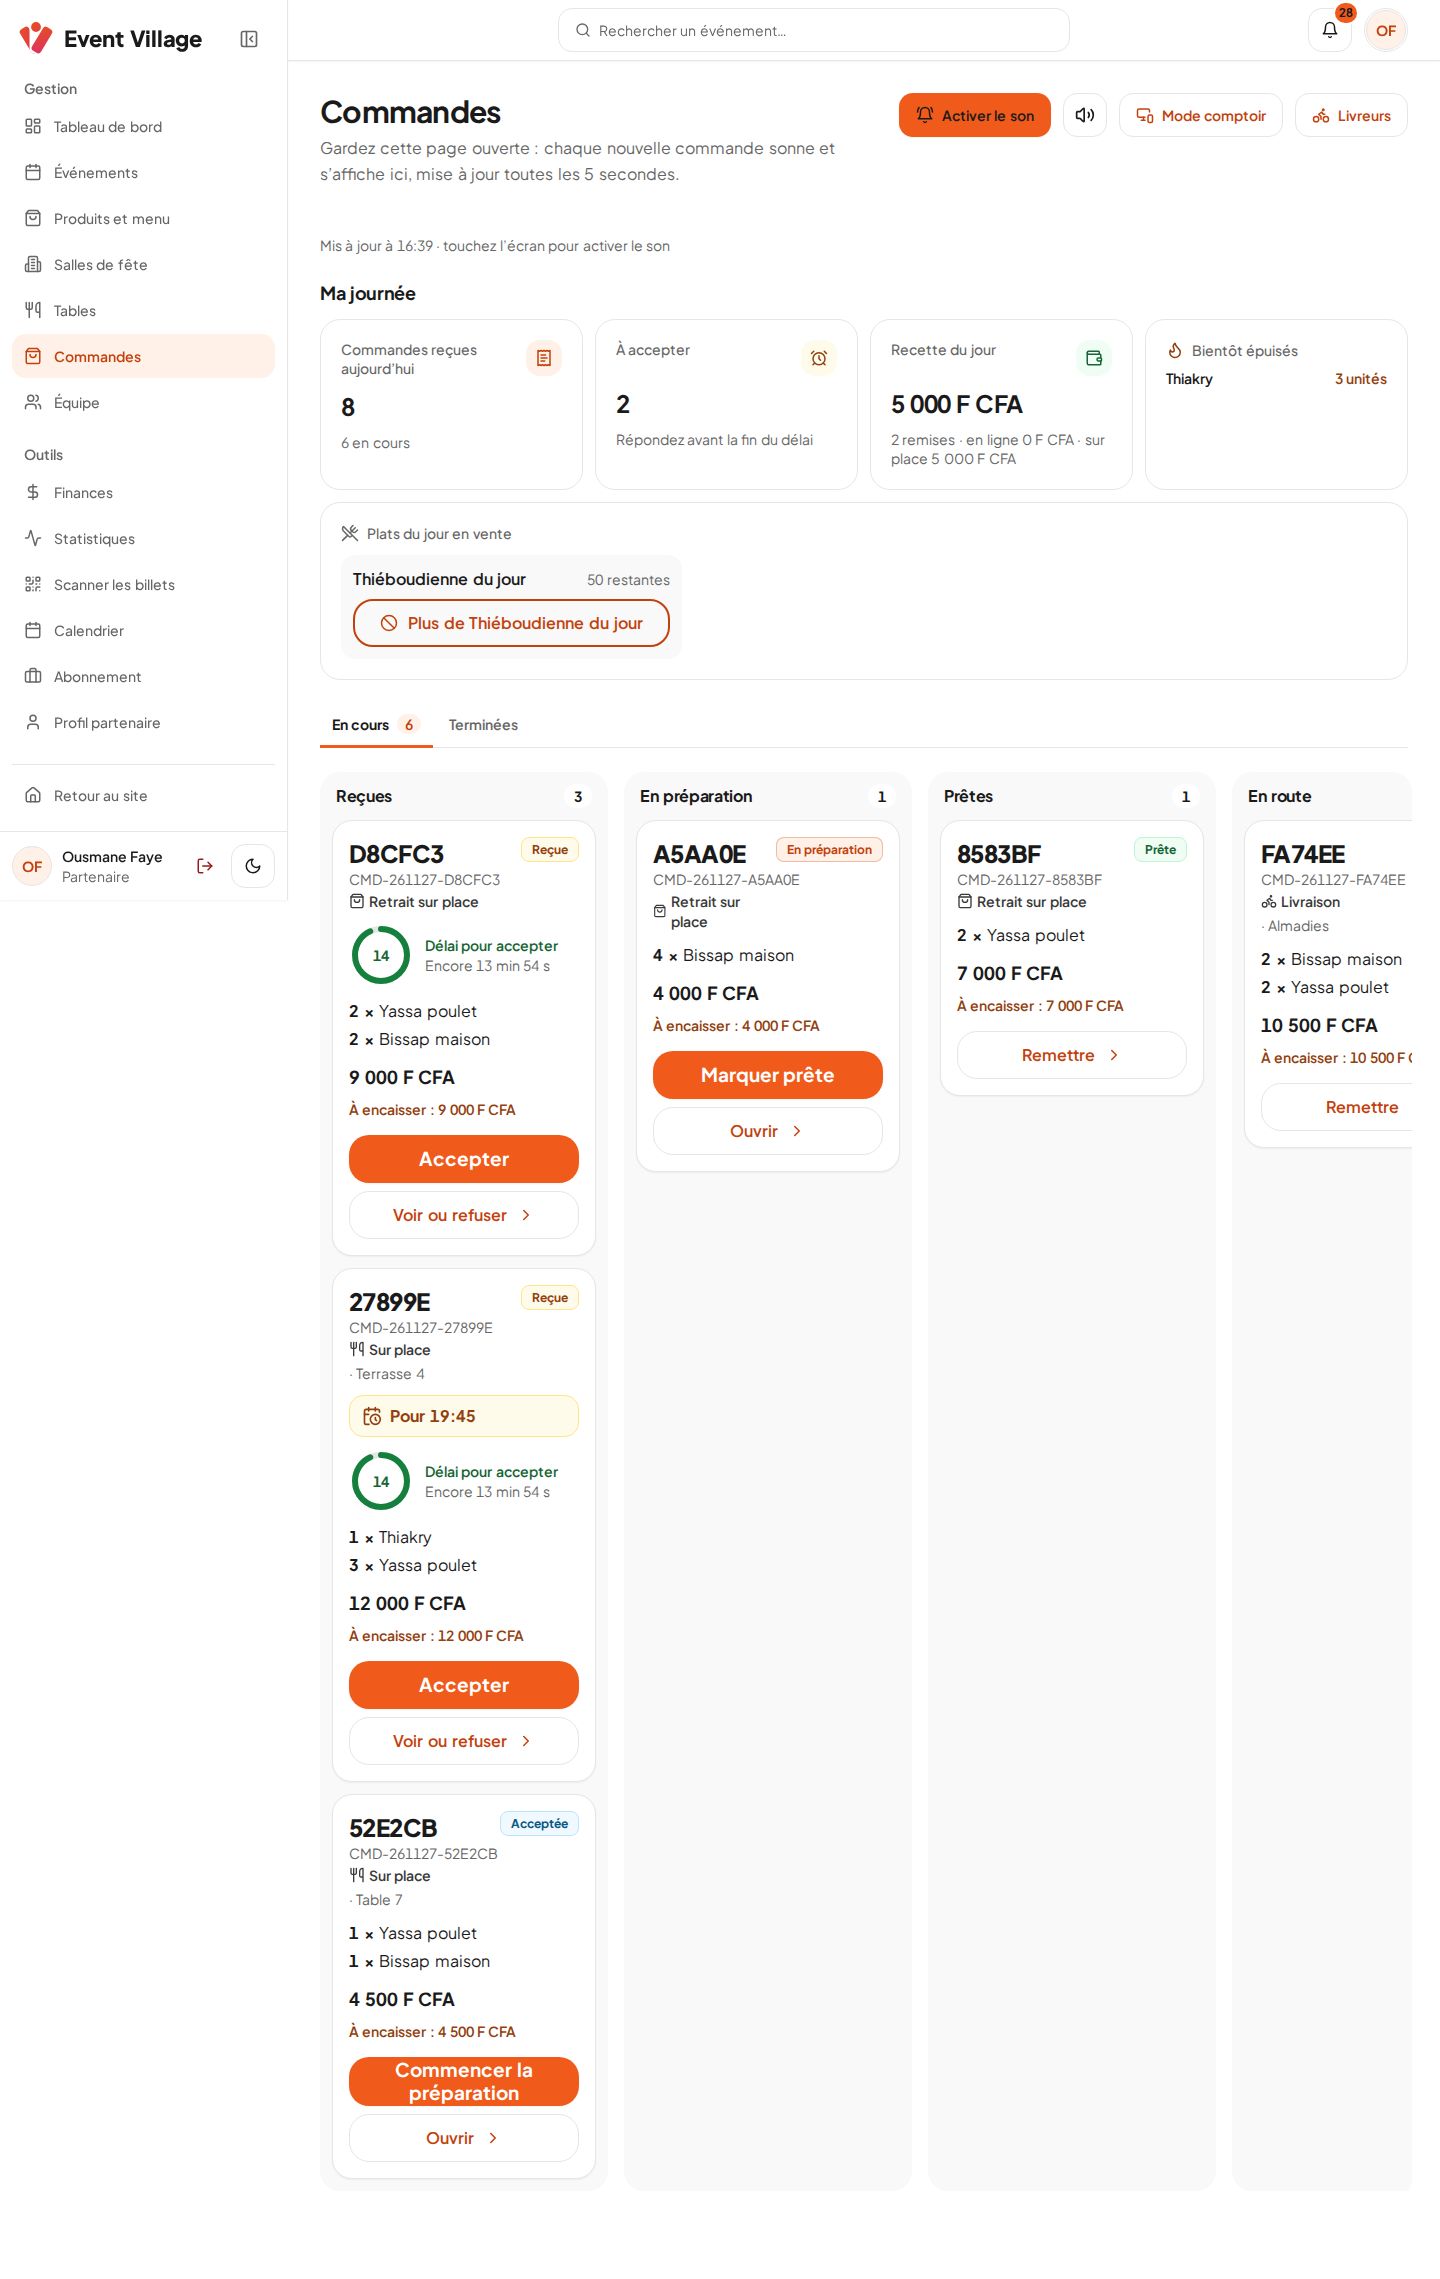 Event Village
Rechercher un événement…
28
OF
Gestion
Tableau de bord
Événements
Produits et menu
Salles de fête
Tables
Commandes
Équipe
Outils
Finances
Statistiques
Scanner les billets
Calendrier
Abonnement
Profil partenaire
Retour au site
OF
Ousmane Faye
Partenaire
Commandes
Gardez cette page ouverte : chaque nouvelle commande sonne et
s’affiche ici, mise à jour toutes les 5 secondes.
Activer le son
Mode comptoir
Livreurs
Mis à jour à 16:39 · touchez l’écran pour activer le son
Ma journée
Commandes reçues
aujourd’hui
8
6 en cours
À accepter
2
Répondez avant la fin du délai
Recette du jour
5 000 F CFA
2 remises · en ligne 0 F CFA · sur
place 5 000 F CFA
Bientôt épuisés
Thiakry 3 unités
Plats du jour en vente
Thiéboudienne du jour 50 restantes
Plus de Thiéboudienne du jour
En cours 6 Terminées
Reçues 3
D8CFC3 Reçue
CMD-261127-D8CFC3
Retrait sur place
14
Délai pour accepter
Encore 13 min 54 s
2 × Yassa poulet
2 × Bissap maison
9 000 F CFA
À encaisser : 9 000 F CFA
Accepter
Voir ou refuser
27899E Reçue
CMD-261127-27899E
Sur place
· Terrasse 4
Pour 19:45
14
Délai pour accepter
Encore 13 min 54 s
1 × Thiakry
3 × Yassa poulet
12 000 F CFA
À encaisser : 12 000 F CFA
Accepter
Voir ou refuser
52E2CB Acceptée
CMD-261127-52E2CB
Sur place
· Table 7
1 × Yassa poulet
1 × Bissap maison
4 500 F CFA
À encaisser : 4 500 F CFA
Commencer la
préparation
Ouvrir
En préparation 1
A5AA0E En préparation
CMD-261127-A5AA0E
Retrait sur
place
4 × Bissap maison
4 000 F CFA
À encaisser : 4 000 F CFA
Marquer prête
Ouvrir
Prêtes 1
8583BF Prête
CMD-261127-8583BF
Retrait sur place
2 × Yassa poulet
7 000 F CFA
À encaisser : 7 000 F CFA
Remettre
En route
FA74EE
CMD-261127-FA74EE
Livraison
· Almadies
2 × Bissap maison
2 × Yassa poulet
10 500 F CFA
À encaisser : 10 500 F
Remettre